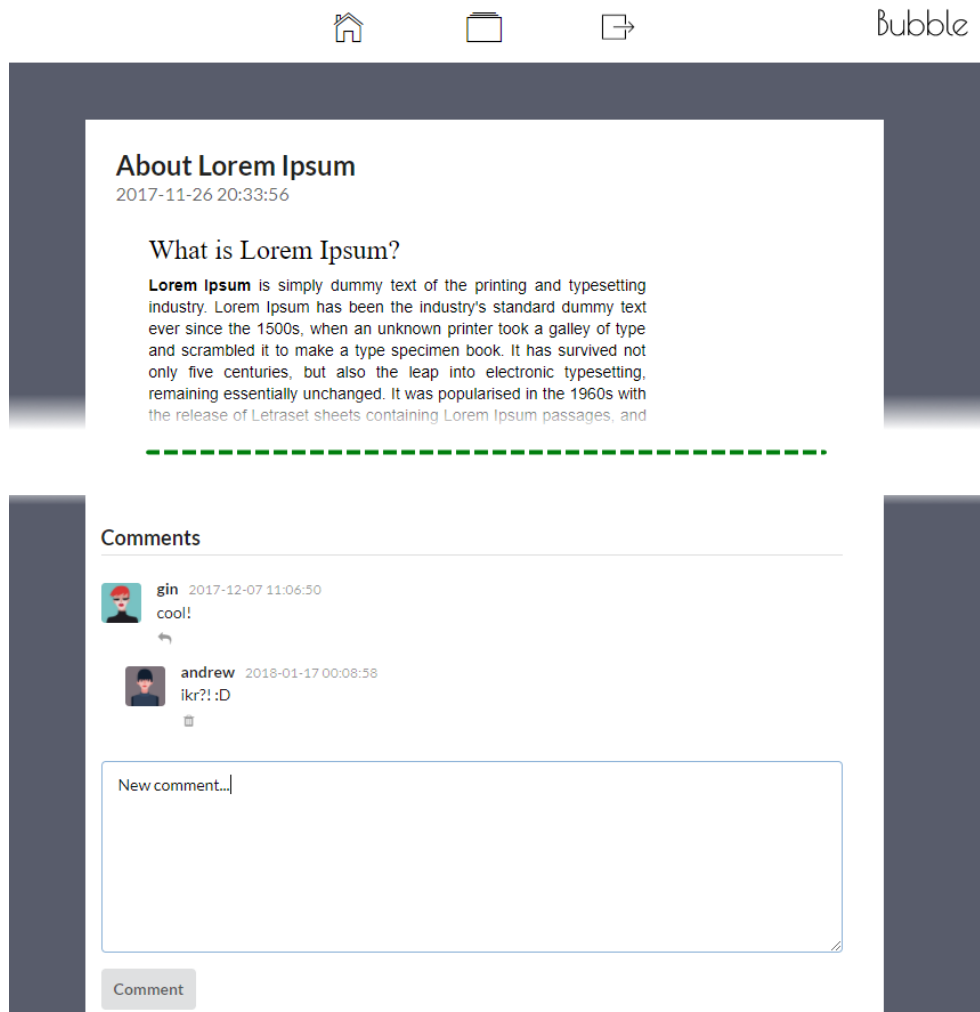 Bubble
About Lorem Ipsum
2017-11-26 20:33:56
What is Lorem Ipsum?
Lorem Ipsum is simply dummy text of the printing and typesetting
industry. Lorem Ipsum has been the industry's standard dummy text
ever since the 1500s, when an unknown printer took a galley of type
and scrambled it to make a type specimen book. It has survived not
only five centuries, but also the leap into electronic typesetting,
remaining essentially unchanged. It was popularised in the 1960s with
the release of Letraset sheets containing Lorem Ipsum passages, and
Comments
gin 2017-12-07 11:06:50
cool!
andrew 2018-01-17 00:08:58
ikr?! :D
New comment...
Comment